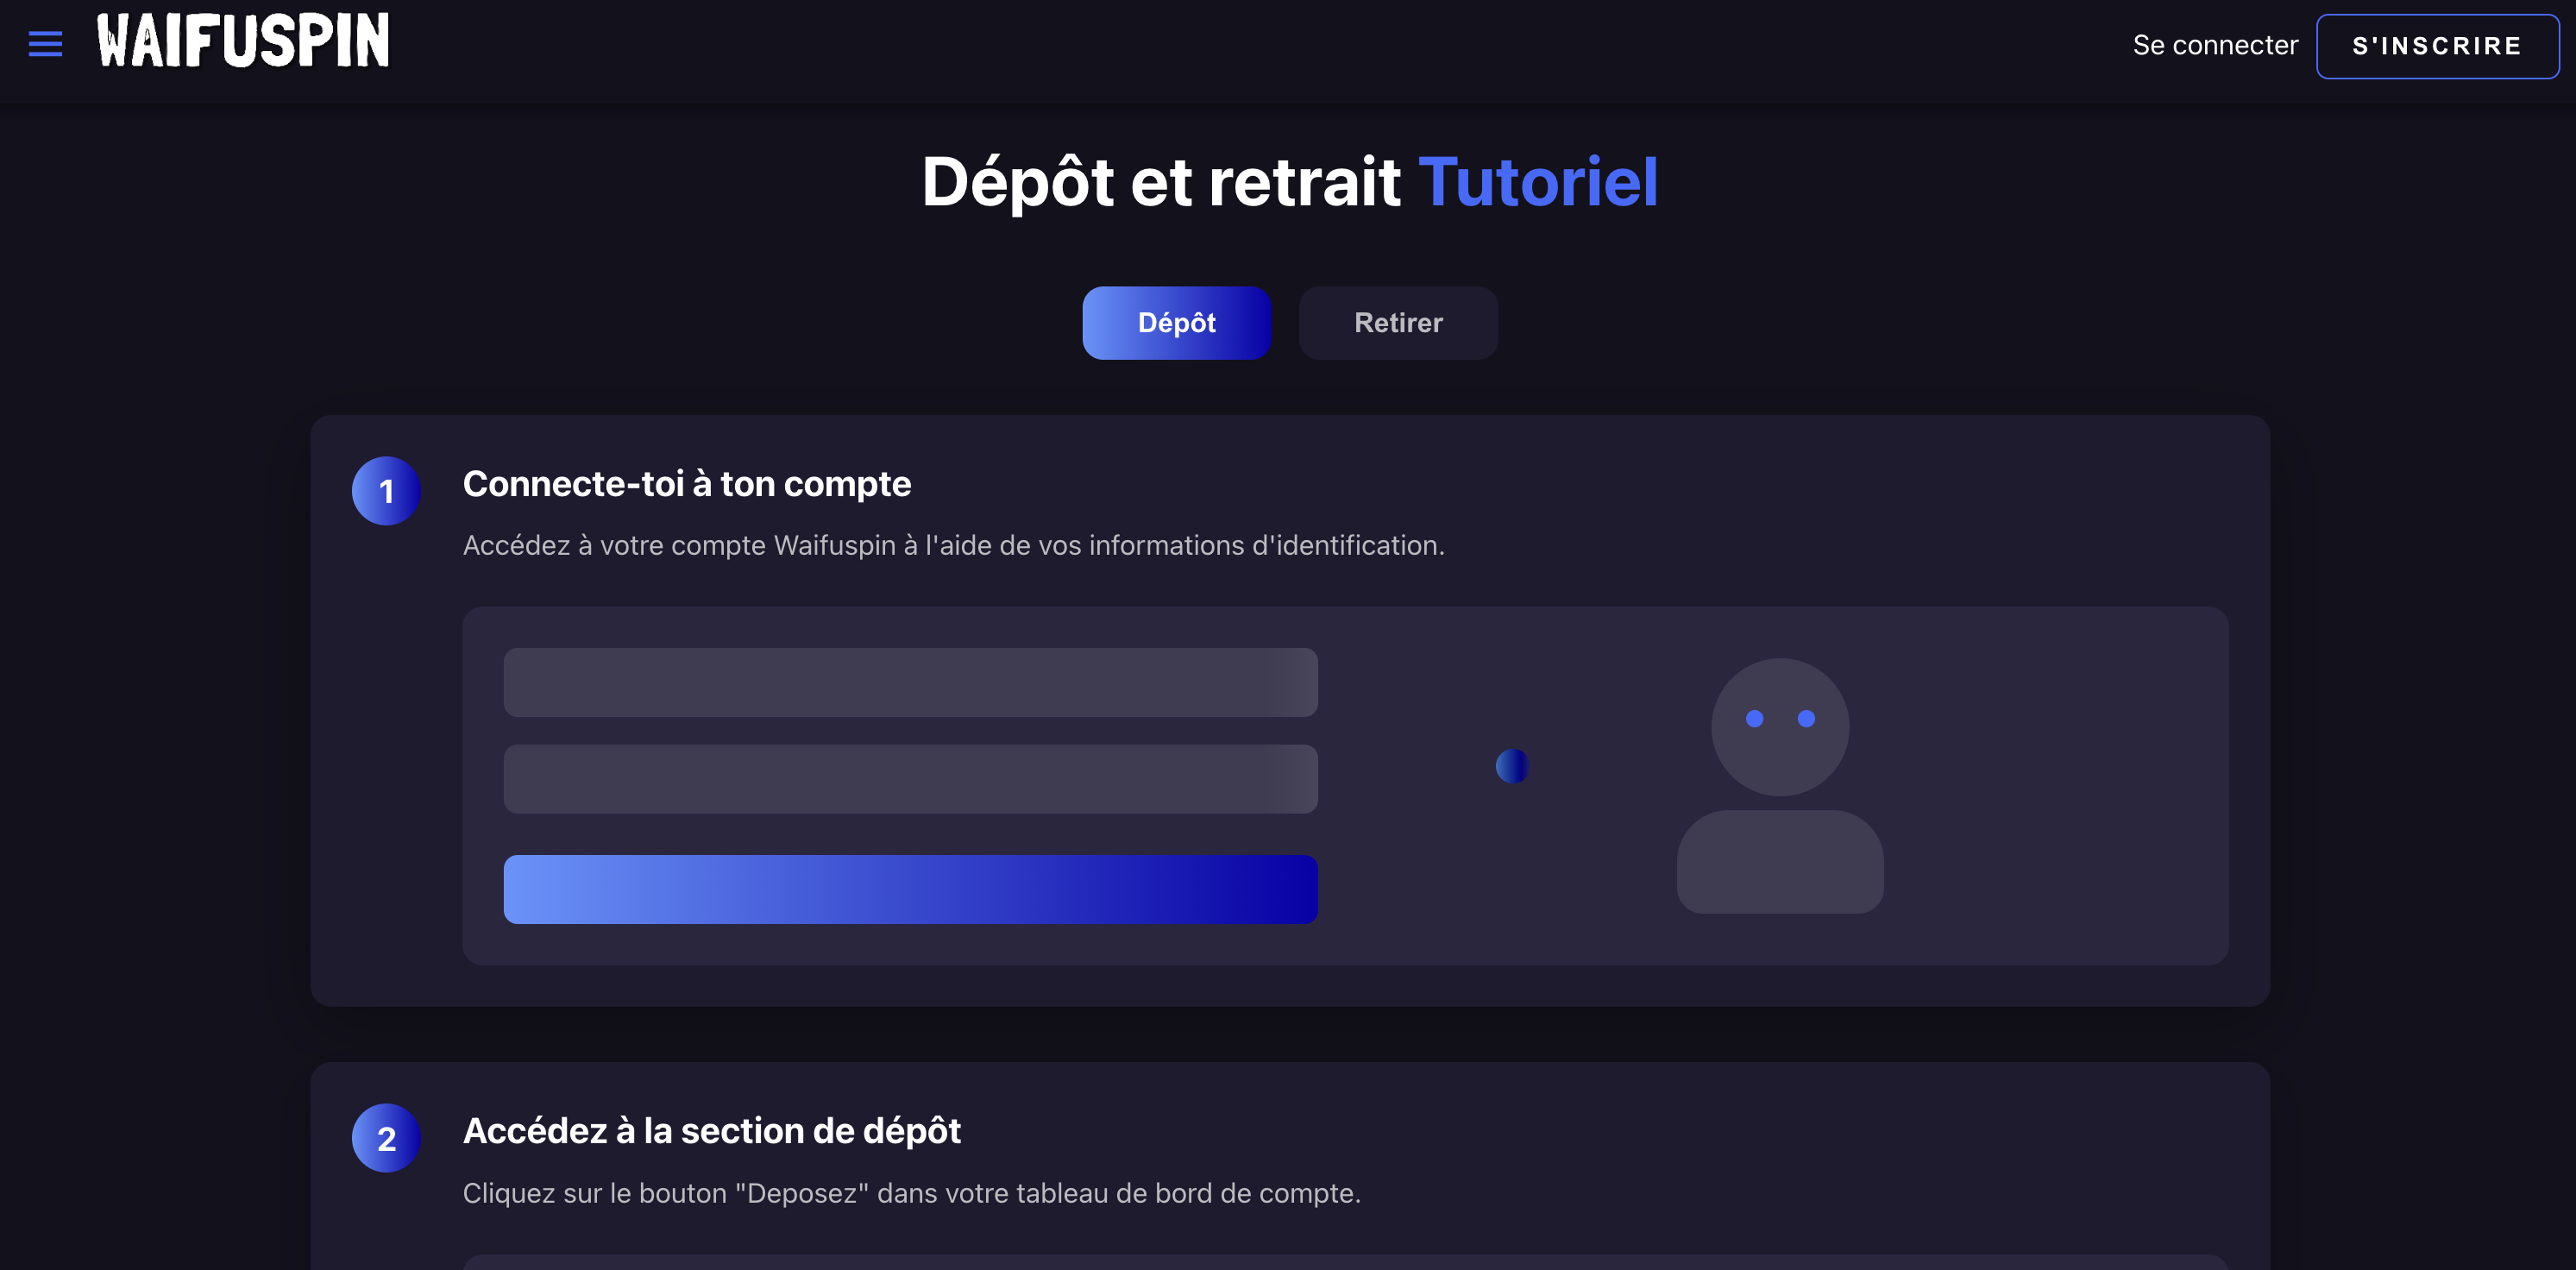 WAIFUSPIN
Se connecter
S'INSCRIRE
Dépôt et retrait Tutoriel
Dépôt
Retirer
1
Connecte-toi à ton compte
Accédez à votre compte Waifuspin à l'aide de vos informations d'identification.
2
Accédez à la section de dépôt
Cliquez sur le bouton "Deposez" dans votre tableau de bord de compte.